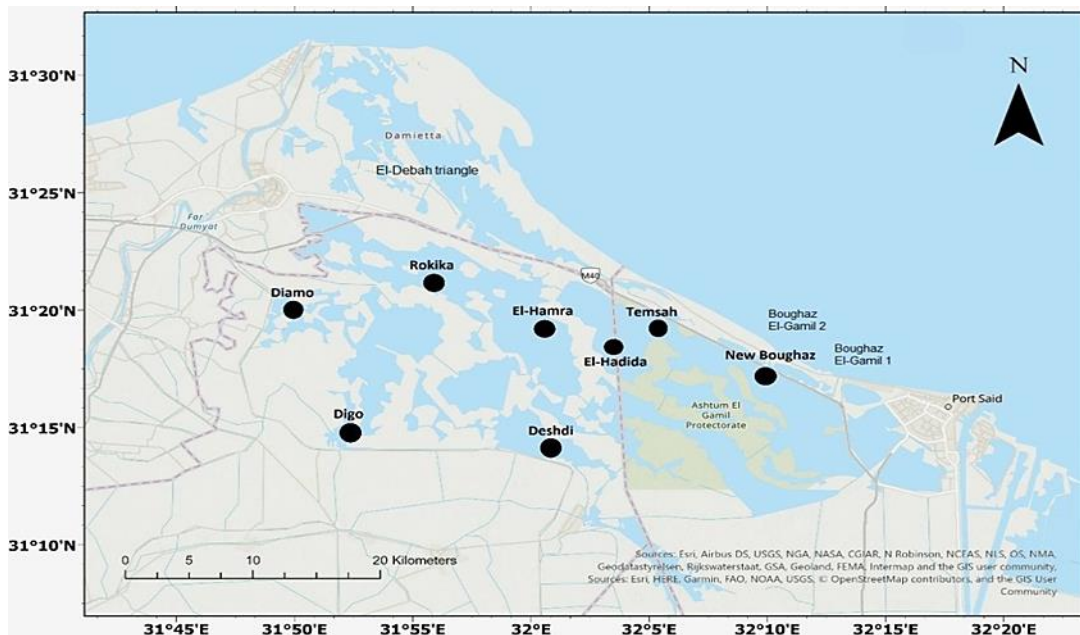 N
31°30'N
31°25'N
31°20'N
31°15'N
31°10'N
Damietta
El-Debah triangle
Far'
Dumyat
M40
Rokika
Diamo
El-Hamra
Temsah
El-Hadida
Boughaz
El-Gamil 2
New Boughaz
Boughaz
El-Gamil 1
Port Said
Ashtum El
Gamil
Protectorate
Digo
Deshdi
0 5 10 20 Kilometers
Sources: Esri, Airbus DS, USGS, NGA, NASA, CGIAR, N Robinson, NCEAS, NLS, OS, NMA,
Geodatastyrelsen, Rijkswaterstaat, GSA, Geoland, FEMA, Intermap and the GIS user community,
Sources: Esri, HERE, Garmin, FAO, NOAA, USGS, © OpenStreetMap contributors, and the GIS User
Community
31°45'E 31°50'E 31°55'E 32°0'E 32°5'E 32°10'E 32°15'E 32°20'E